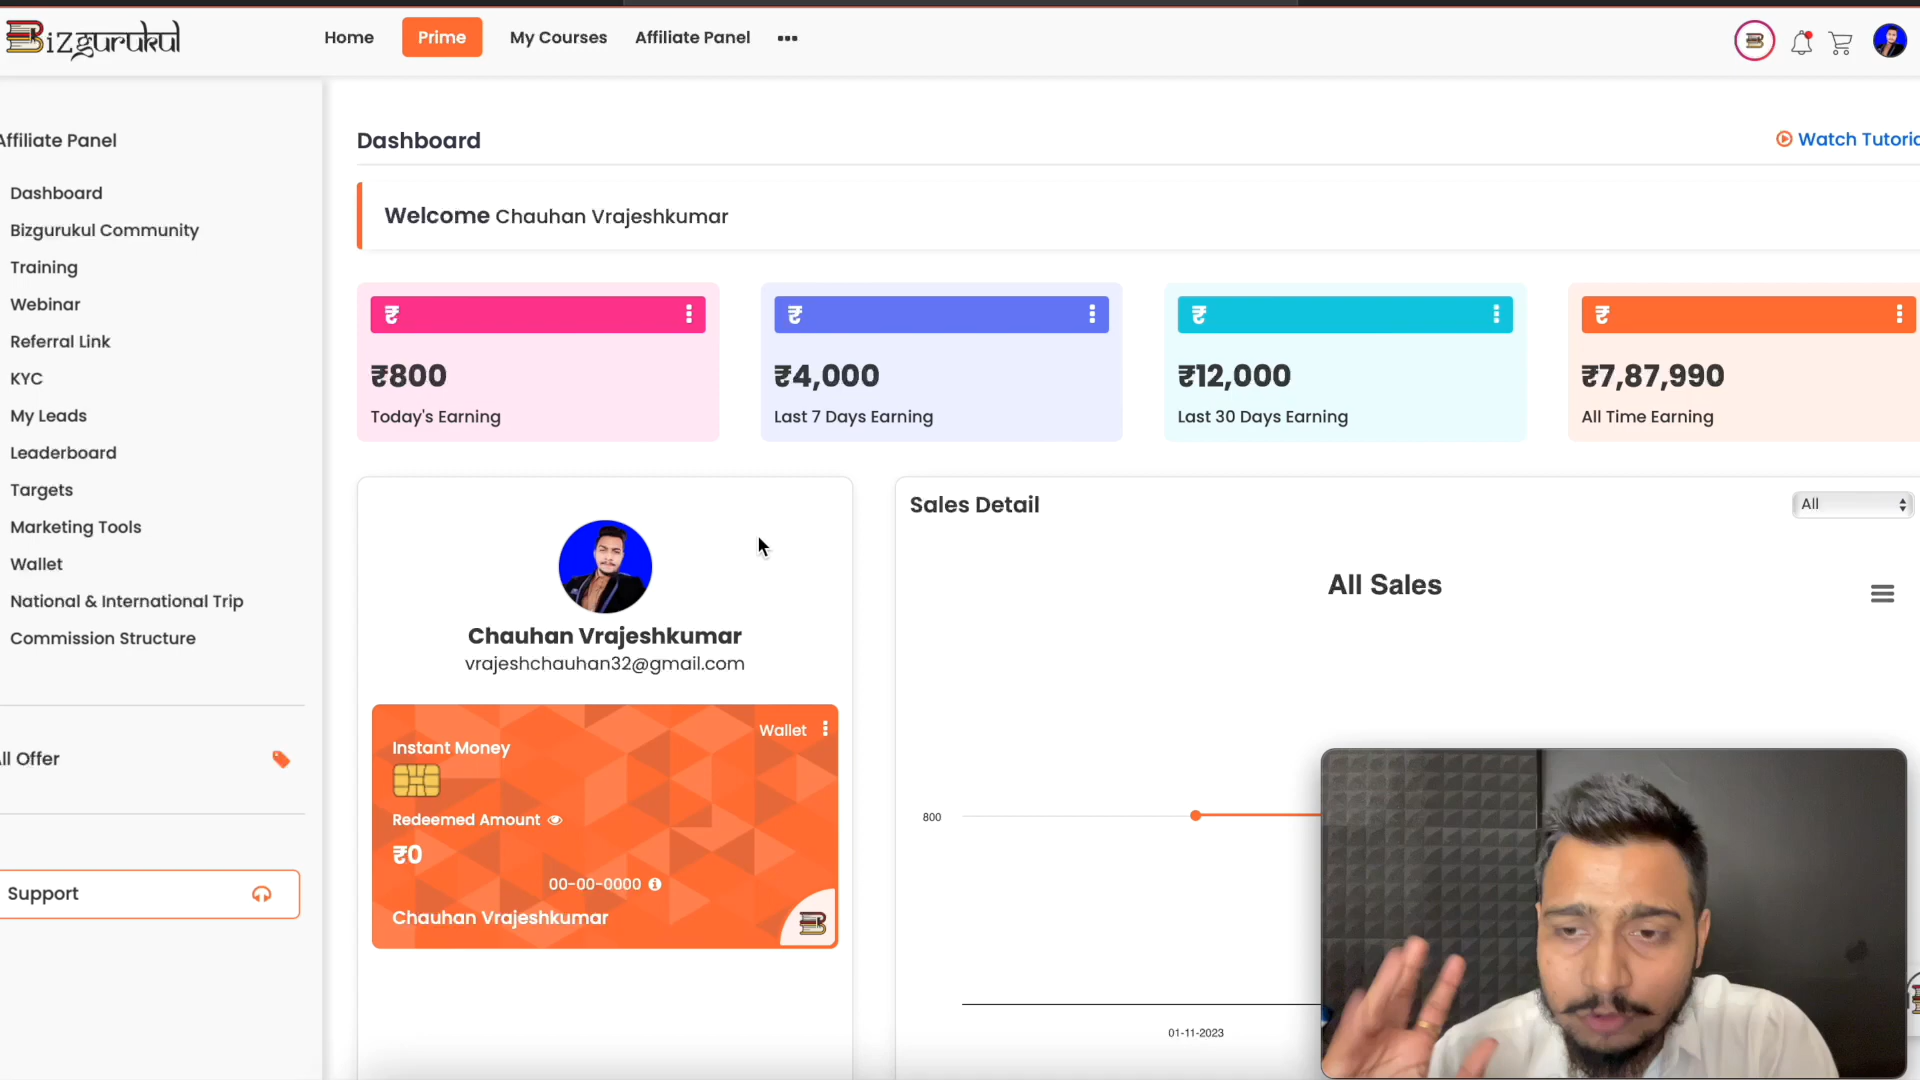 Bizgurukul
Home
Prime
My Courses
Affiliate Panel
Affiliate Panel
Dashboard
Bizgurukul Community
Training
Webinar
Referral Link
KYC
My Leads
Leaderboard
Targets
Marketing Tools
Wallet
National & International Trip
Commission Structure
ll Offer
Support
Dashboard
Watch Tutoria
Welcome Chauhan Vrajeshkumar
₹
₹800
Today's Earning
₹
₹4,000
Last 7 Days Earning
₹
₹12,000
Last 30 Days Earning
₹
₹7,87,990
All Time Earning
Chauhan Vrajeshkumar
vrajeshchauhan32@gmail.com
Wallet
Instant Money
Redeemed Amount
₹0
00-00-0000
Chauhan Vrajeshkumar
Sales Detail
All
All Sales
800
01-11-2023